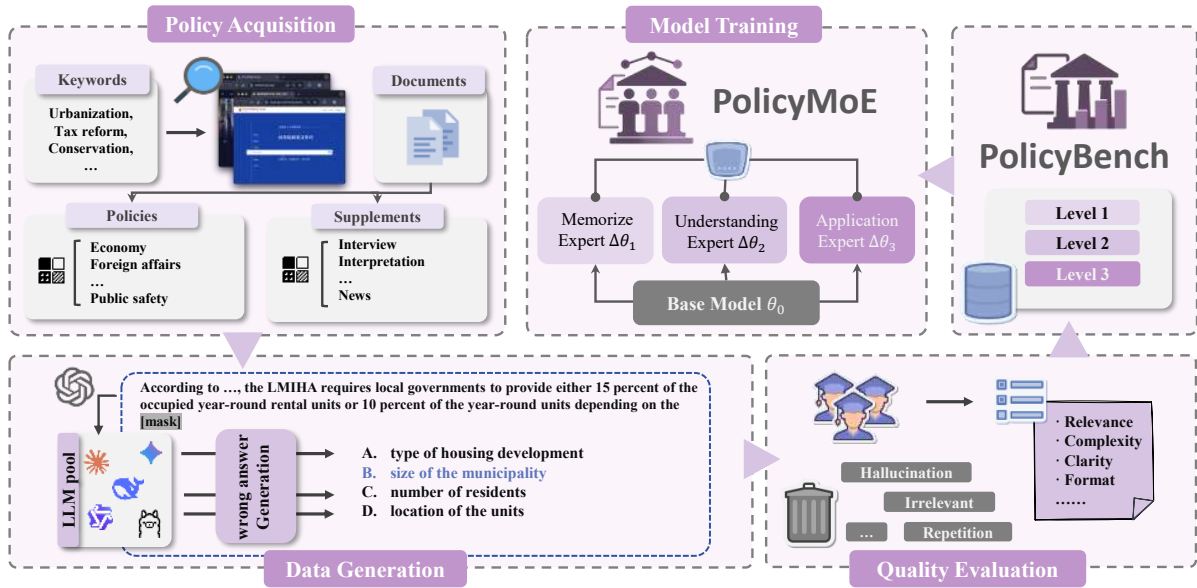 Policy Acquisition
Keywords
Urbanization,
Tax reform,
Conservation,
…
Documents
Policies
Economy
Foreign affairs
…
Public safety
Supplements
Interview
Interpretation
…
News
Model Training
PolicyMoE
Memorize
Expert Δθ₁
Understanding
Expert Δθ₂
Application
Expert Δθ₃
Base Model θ₀
PolicyBench
Level 1
Level 2
Level 3
According to …, the LMIHA requires local governments to provide either 15 percent of the
occupied year-round rental units or 10 percent of the year-round units depending on the
[mask]
LLM pool
wrong answer
Generation
A. type of housing development
B. size of the municipality
C. number of residents
D. location of the units
Data Generation
· Relevance
· Complexity
· Clarity
· Format
……
Hallucination
Irrelevant
…
Repetition
Quality Evaluation